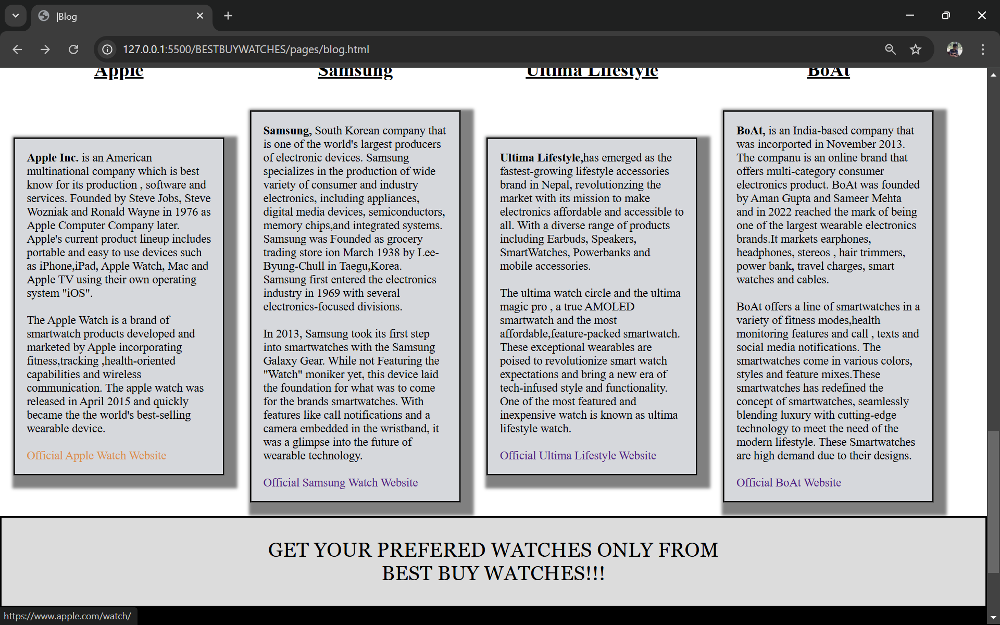 |Blog
127.0.0.1:5500/BESTBUYWATCHES/pages/blog.html
Apple
Samsung
Ultima Lifestyle
BoAt
Apple Inc. is an American
multinational company which is best
know for its production , software and
services. Founded by Steve Jobs, Steve
Wozniak and Ronald Wayne in 1976 as
Apple Computer Company later.
Apple's current product lineup includes
portable and easy to use devices such
as iPhone,iPad, Apple Watch, Mac and
Apple TV using their own operating
system "iOS".
The Apple Watch is a brand of
smartwatch products developed and
marketed by Apple incorporating
fitness,tracking ,health-oriented
capabilities and wireless
communication. The apple watch was
released in April 2015 and quickly
became the the world's best-selling
wearable device.
Official Apple Watch Website
Samsung, South Korean company that
is one of the world's largest producers
of electronic devices. Samsung
specializes in the production of wide
variety of consumer and industry
electronics, including appliances,
digital media devices, semiconductors,
memory chips,and integrated systems.
Samsung was Founded as grocery
trading store ion March 1938 by Lee-
Byung-Chull in Taegu,Korea.
Samsung first entered the electronics
industry in 1969 with several
electronics-focused divisions.
In 2013, Samsung took its first step
into smartwatches with the Samsung
Galaxy Gear. While not Featuring the
"Watch" moniker yet, this device laid
the foundation for what was to come
for the brands smartwatches. With
features like call notifications and a
camera embedded in the wristband, it
was a glimpse into the future of
wearable technology.
Official Samsung Watch Website
Ultima Lifestyle,has emerged as the
fastest-growing lifestyle accessories
brand in Nepal, revolutionzing the
market with its mission to make
electronics affordable and accessible to
all. With a diverse range of products
including Earbuds, Speakers,
SmartWatches, Powerbanks and
mobile accessories.
The ultima watch circle and the ultima
magic pro , a true AMOLED
smartwatch and the most
affordable,feature-packed smartwatch.
These exceptional wearables are
poised to revolutionize smart watch
expectations and bring a new era of
tech-infused style and functionality.
One of the most featured and
inexpensive watch is known as ultima
lifestyle watch.
Official Ultima Lifestyle Website
BoAt, is an India-based company that
was incorported in November 2013.
The companu is an online brand that
offers multi-category consumer
electronics product. BoAt was founded
by Aman Gupta and Sameer Mehta
and in 2022 reached the mark of being
one of the largest wearable electronics
brands.It markets earphones,
headphones, stereos , hair trimmers,
power bank, travel charges, smart
watches and cables.
BoAt offers a line of smartwatches in a
variety of fitness modes,health
monitoring features and call , texts and
social media notifications. The
smartwatches come in various colors,
styles and feature mixes.These
smartwatches has redefined the
concept of smartwatches, seamlessly
blending luxury with cutting-edge
technology to meet the need of the
modern lifestyle. These Smartwatches
are high demand due to their designs.
Official BoAt Website
GET YOUR PREFERED WATCHES ONLY FROM
BEST BUY WATCHES!!!
https://www.apple.com/watch/